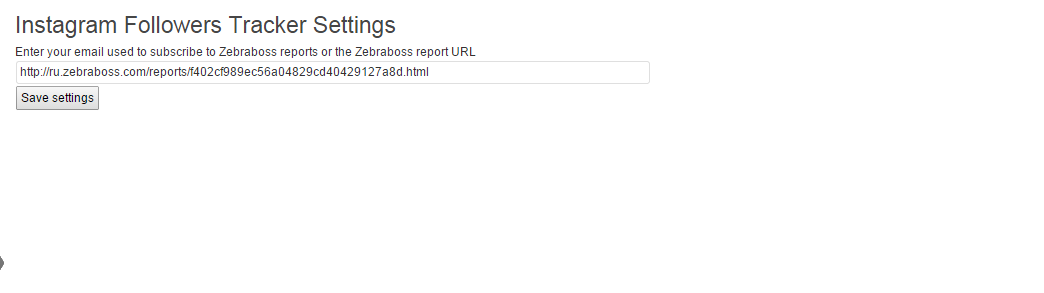 Instagram Followers Tracker Settings
Enter your email used to subscribe to Zebraboss reports or the Zebraboss report URL
http://ru.zebraboss.com/reports/f402cf989ec56a04829cd40429127a8d.html
Save settings